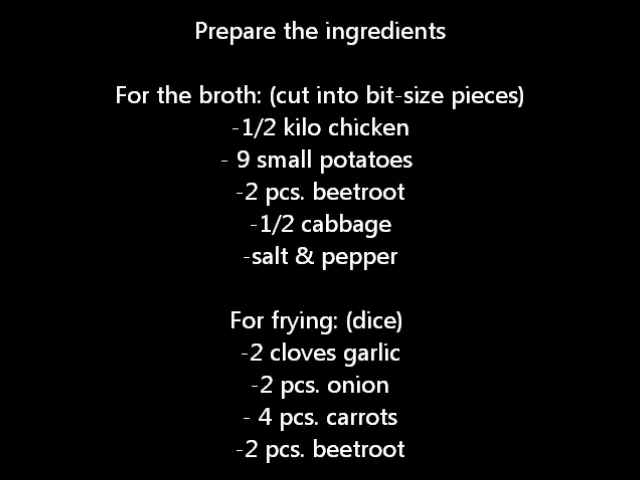 Prepare the ingredients
For the broth: (cut into bit-size pieces)
-1/2 kilo chicken
- 9 small potatoes
-2 pcs. beetroot
-1/2 cabbage
-salt & pepper
For frying: (dice)
-2 cloves garlic
-2 pcs. onion
- 4 pcs. carrots
-2 pcs. beetroot